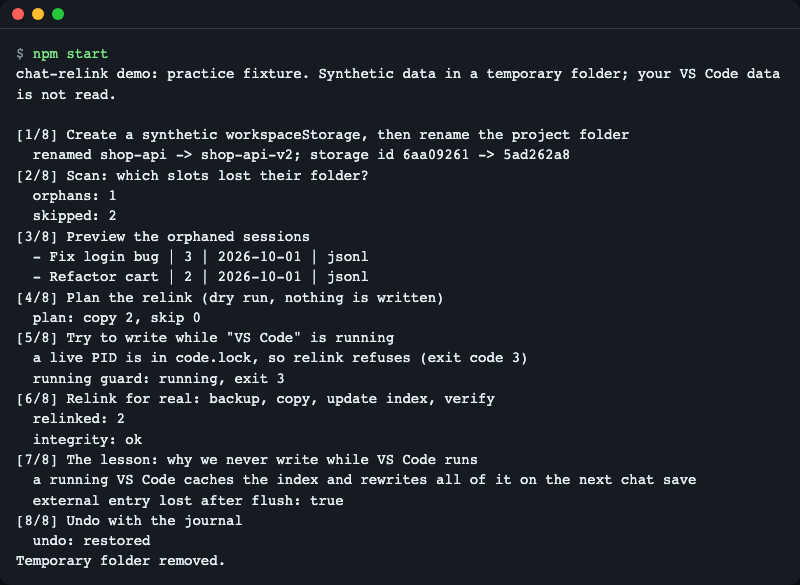 $ npm start
chat-relink demo: practice fixture. Synthetic data in a temporary folder; your VS Code data
is not read.
[1/8] Create a synthetic workspaceStorage, then rename the project folder
renamed shop-api -> shop-api-v2; storage id 6aa09261 -> 5ad262a8
[2/8] Scan: which slots lost their folder?
orphans: 1
skipped: 2
[3/8] Preview the orphaned sessions
- Fix login bug | 3 | 2026-10-01 | jsonl
- Refactor cart | 2 | 2026-10-01 | jsonl
[4/8] Plan the relink (dry run, nothing is written)
plan: copy 2, skip 0
[5/8] Try to write while "VS Code" is running
a live PID is in code.lock, so relink refuses (exit code 3)
running guard: running, exit 3
[6/8] Relink for real: backup, copy, update index, verify
relinked: 2
integrity: ok
[7/8] The lesson: why we never write while VS Code runs
a running VS Code caches the index and rewrites all of it on the next chat save
external entry lost after flush: true
[8/8] Undo with the journal
undo: restored
Temporary folder removed.